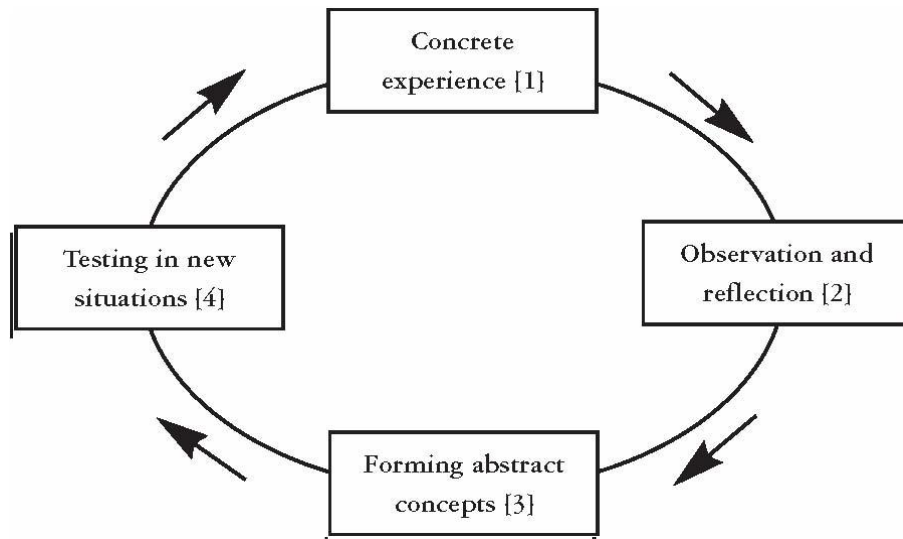 Concrete
experience {1}
Observation and
reflection {2}
Forming abstract
concepts {3}
Testing in new
situations {4}